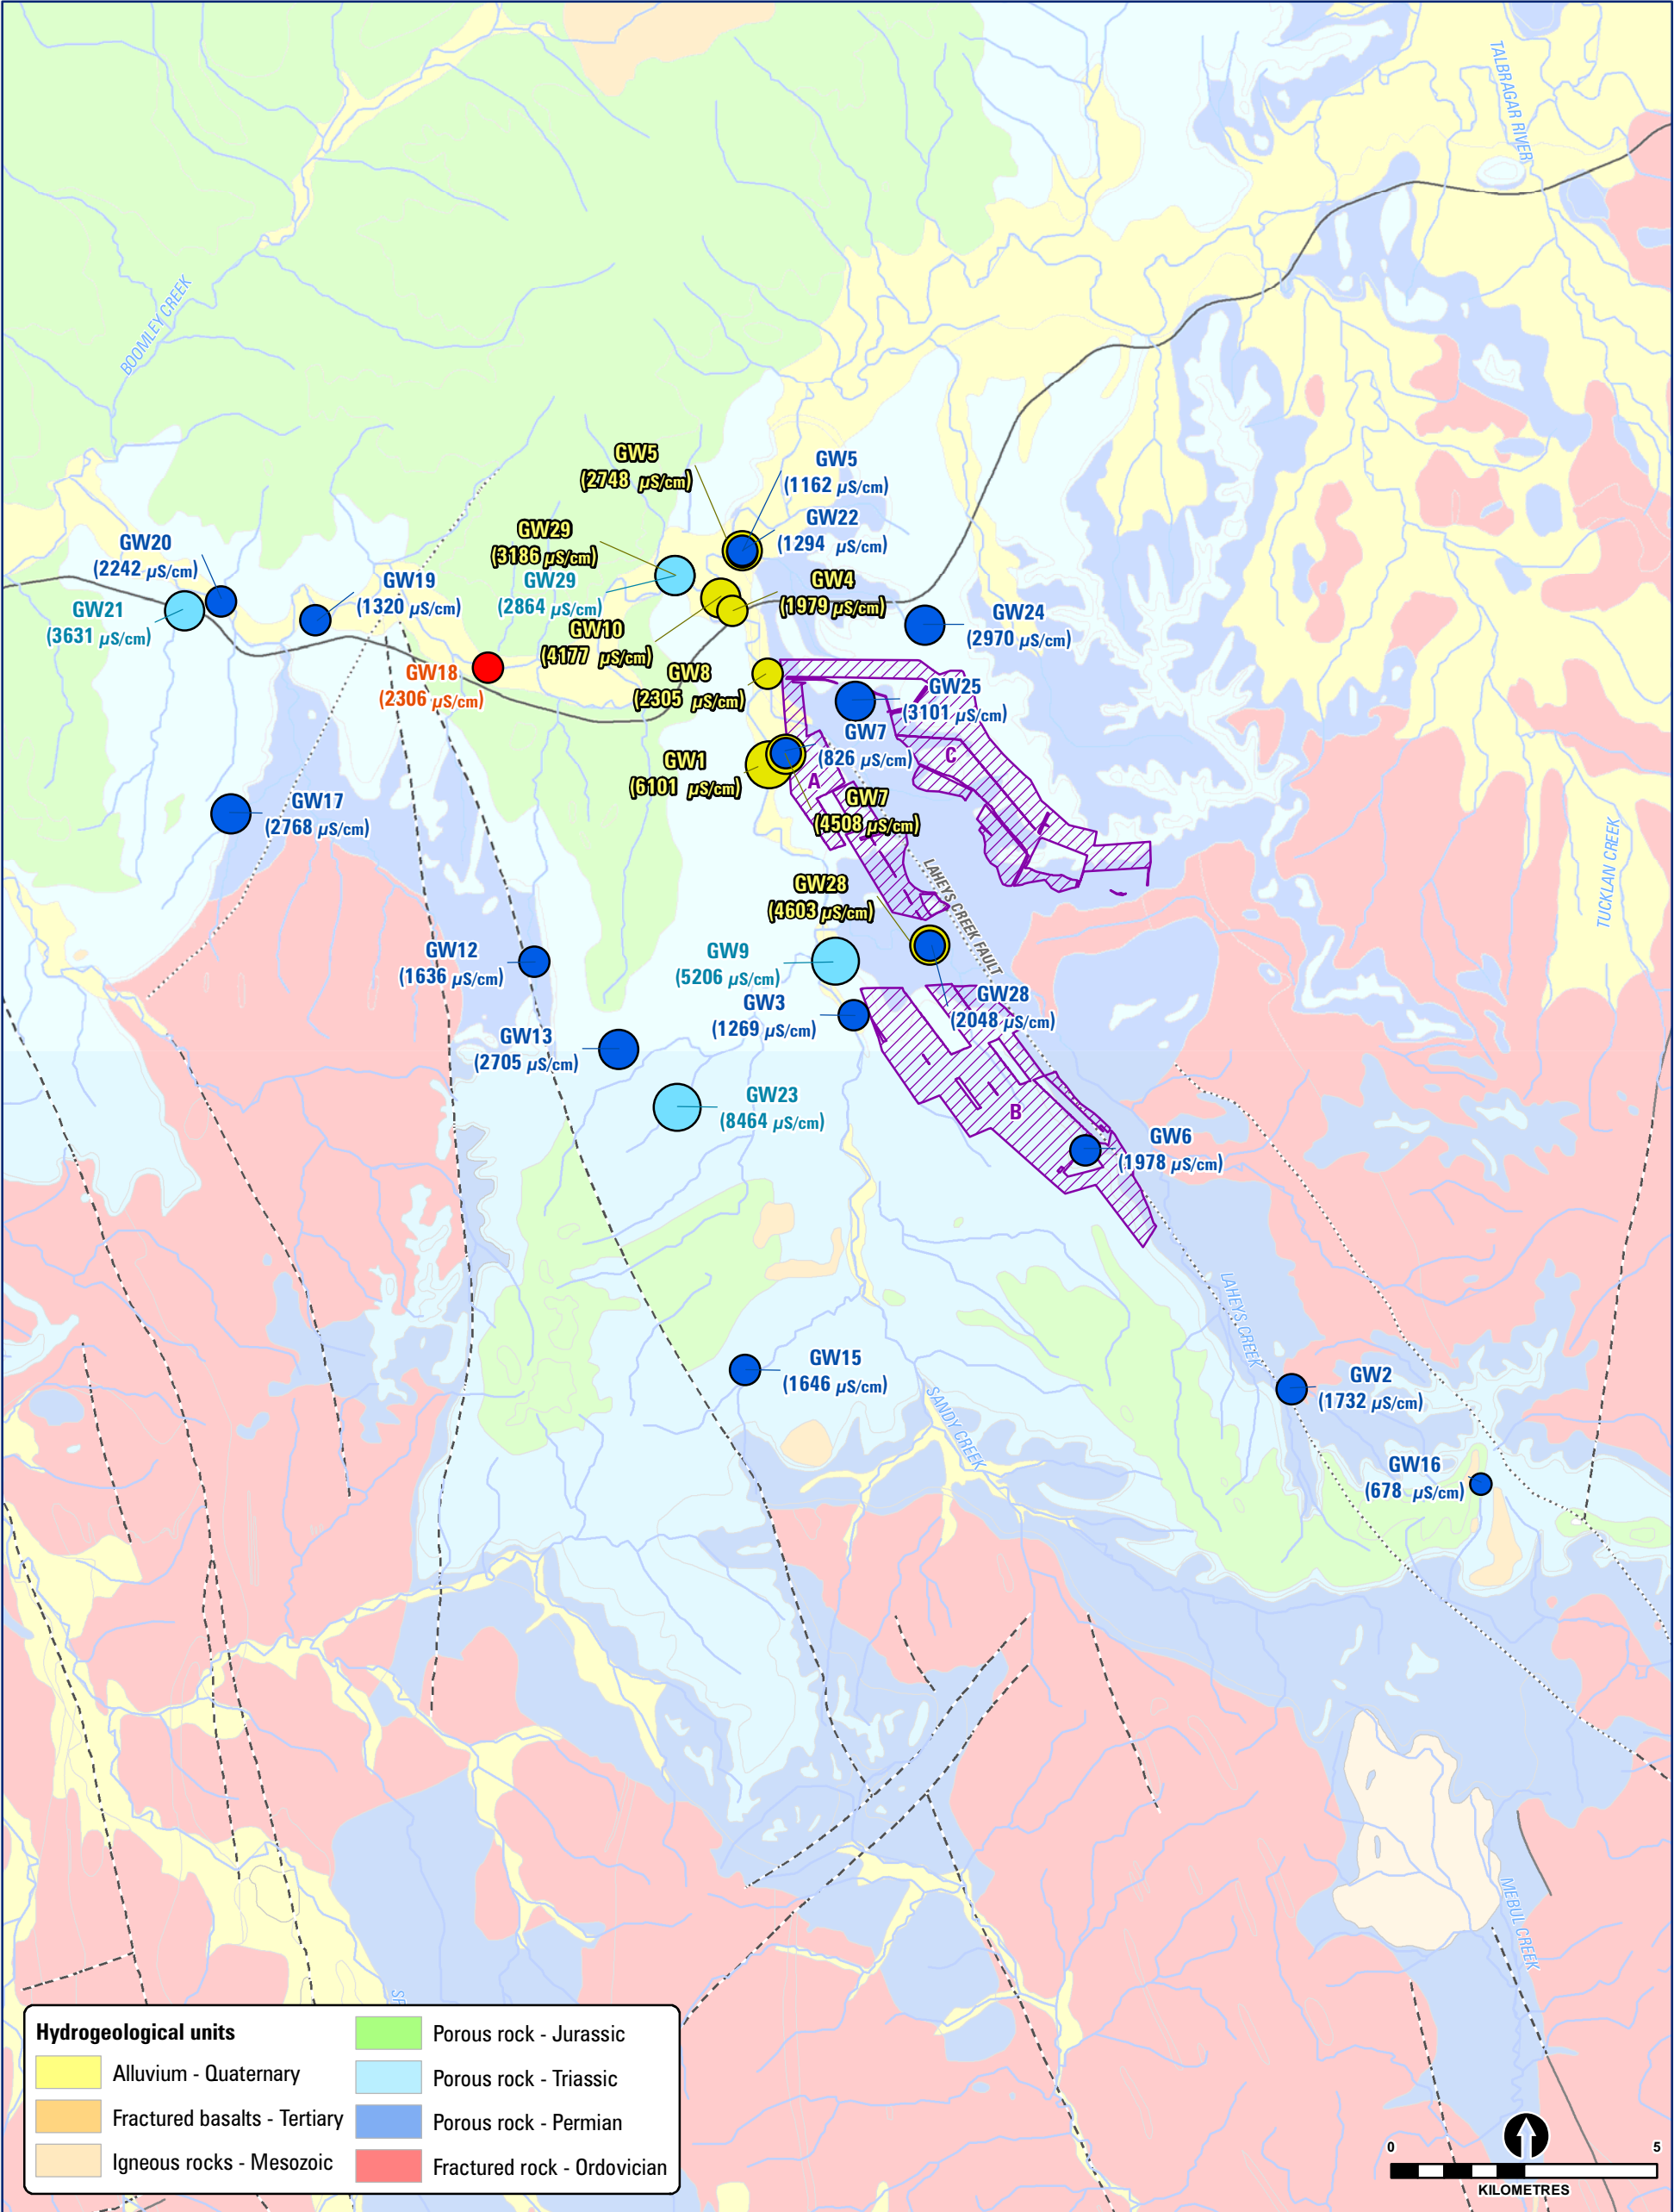 TALBRAGAR RIVER
BOOMLEY CREEK
GW5
(2748 µS/cm)
GW5
(1162 µS/cm)
GW22
(1294 µS/cm)
GW29
(3186 µS/cm)
GW29
(2864 µS/cm)
GW20
(2242 µS/cm)
GW19
(1320 µS/cm)
GW21
(3631 µS/cm)
GW4
(1979 µS/cm)
GW24
(2970 µS/cm)
GW10
(4177 µS/cm)
GW18
(2306 µS/cm)
GW8
(2305 µS/cm)
GW25
(3101 µS/cm)
GW7
(826 µS/cm)
C
GW1
(6101 µS/cm)
A
GW7
(4508 µS/cm)
GW17
(2768 µS/cm)
TUCKLAN CREEK
LAHEYS CREEK FAULT
GW28
(4603 µS/cm)
GW12
(1636 µS/cm)
GW9
(5206 µS/cm)
GW3
(1269 µS/cm)
GW28
(2048 µS/cm)
GW13
(2705 µS/cm)
GW23
(8464 µS/cm)
B
GW6
(1978 µS/cm)
LAHEYS CREEK
GW15
(1646 µS/cm)
GW2
(1732 µS/cm)
SANDY CREEK
GW16
(678 µS/cm)
MEBUL CREEK
Hydrogeological units
Alluvium - Quaternary
Fractured basalts - Tertiary
Igneous rocks - Mesozoic
Porous rock - Jurassic
Porous rock - Triassic
Porous rock - Permian
Fractured rock - Ordovician
0 5
KILOMETRES